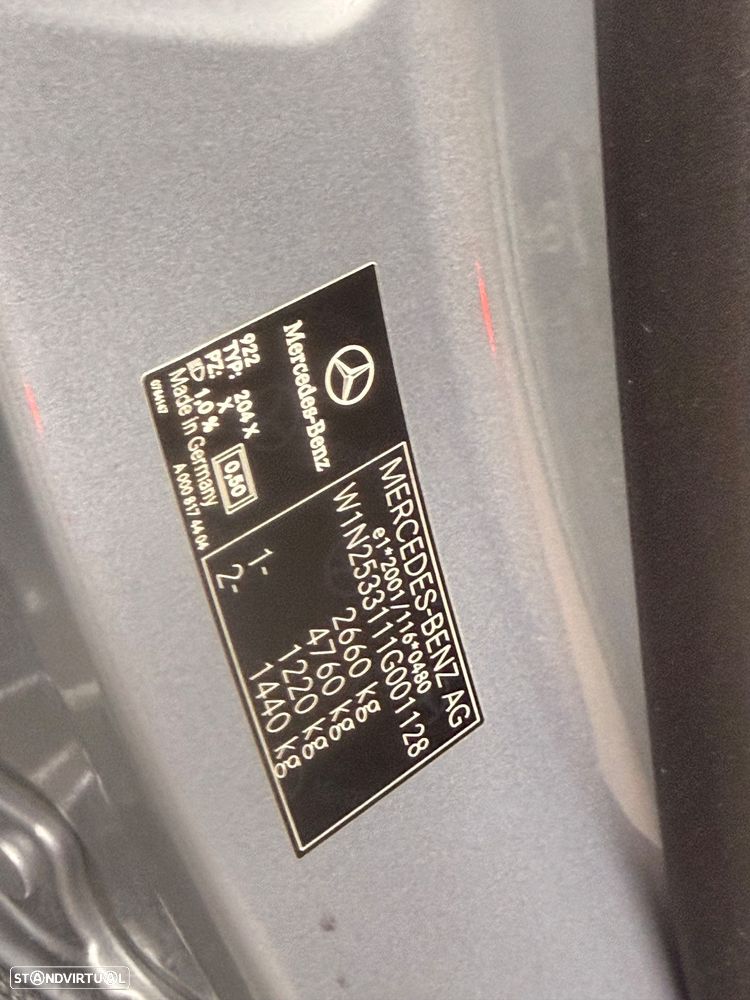 Mercedes-Benz
922
TYP: 204 X
PZ: X
1,0 %
0,50
Made in Germany
A 000 817 44 04
MERCEDES-BENZ AG
e1*2001/116*0480
W1N2533111G001128
2660 kg
4760 kg
1- 1220 kg
2- 1440 kg
STANDVIRTUAL